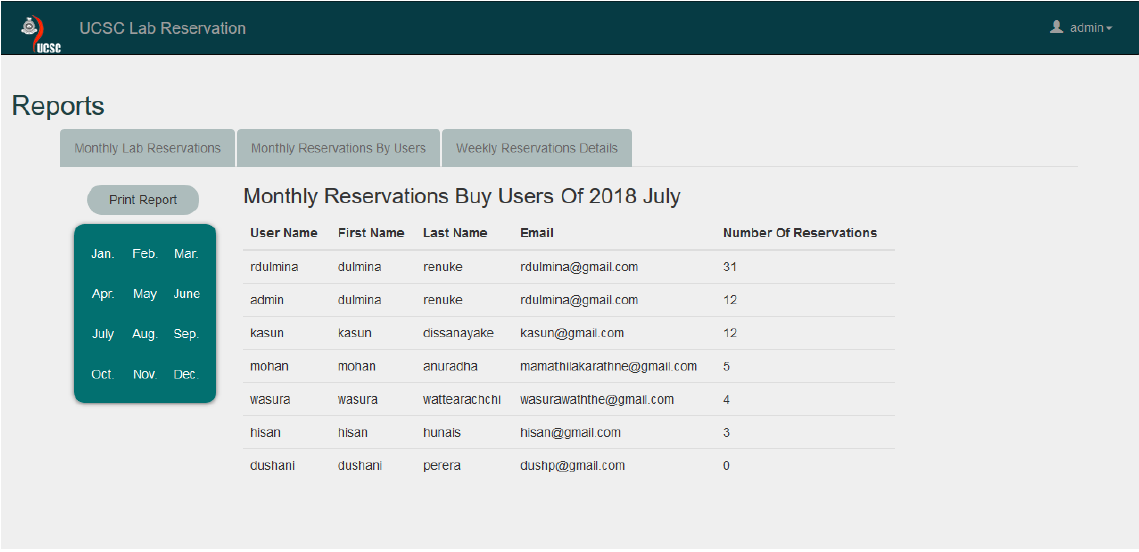 UCSC UCSC Lab Reservation admin
Reports
Monthly Lab Reservations Monthly Reservations By Users Weekly Reservations Details
Print Report
Monthly Reservations Buy Users Of 2018 July
Jan. Feb. Mar.
Apr. May June
July Aug. Sep.
Oct. Nov. Dec.
User Name First Name Last Name Email Number Of Reservations
rdulmina dulmina renuke rdulmina@gmail.com 31
admin dulmina renuke rdulmina@gmail.com 12
kasun kasun dissanayake kasun@gmail.com 12
mohan mohan anuradha mamathilakarathne@gmail.com 5
wasura wasura wattearachchi wasurawaththe@gmail.com 4
hisan hisan hunais hisan@gmail.com 3
dushani dushani perera dushp@gmail.com 0